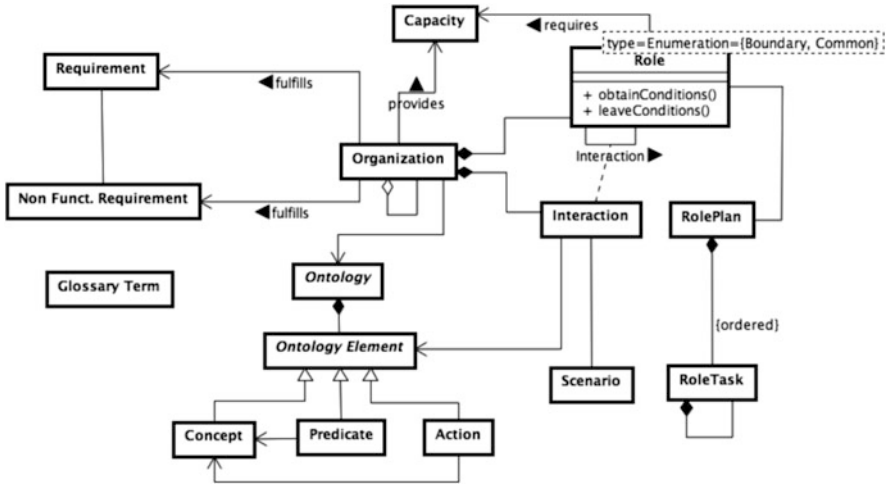 Capacity
◀ requires
type=Enumeration={Boundary, Common}
Role
+ obtainConditions()
+ leaveConditions()
Requirement
◀fulfills
▲
provides
Organization
Interaction ▶
Non Funct. Requirement
◀fulfills
Interaction
RolePlan
Glossary Term
Ontology
{ordered}
Ontology Element
Scenario
RoleTask
Concept
Predicate
Action